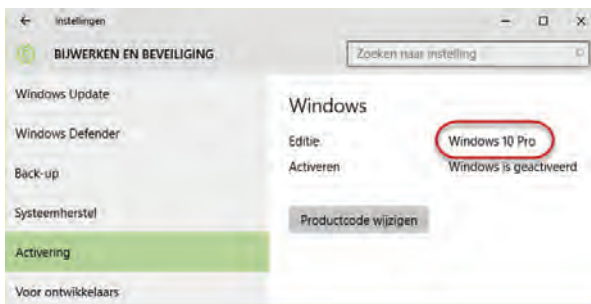 Instellingen
BIJWERKEN EN BEVEILIGING
Zoeken naar instelling
Windows Update
Windows Defender
Back-up
Systeemherstel
Activering
Voor ontwikkelaars
Windows
Editie Windows 10 Pro
Activeren Windows is geactiveerd
Productcode wijzigen